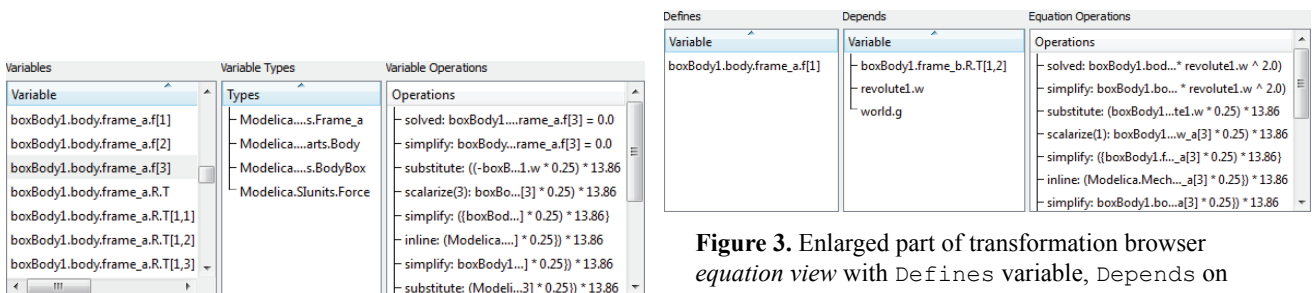 Variables Variable Types Variable Operations
Variable Types Operations
boxBody1.body.frame_a.f[1] Modelica....s.Frame_a solved: boxBody1....rame_a.f[3] = 0.0
boxBody1.body.frame_a.f[2] Modelica....arts.Body simplify: boxBody...rame_a.f[3] = 0.0
boxBody1.body.frame_a.f[3] Modelica....s.BodyBox substitute: ((-boxB...1.w * 0.25) * 13.86
boxBody1.body.frame_a.R.T Modelica.SIunits.Force scalarize(3): boxBo...[3] * 0.25) * 13.86
boxBody1.body.frame_a.R.T[1,1] simplify: ({boxBod...] * 0.25) * 13.86}
boxBody1.body.frame_a.R.T[1,2] inline: (Modelica....] * 0.25}) * 13.86
boxBody1.body.frame_a.R.T[1,3] simplify: boxBody1...] * 0.25}) * 13.86
substitute: (Modeli...3] * 0.25}) * 13.86
Defines Depends Equation Operations
Variable Variable Operations
boxBody1.body.frame_a.f[1] boxBody1.frame_b.R.T[1,2] solved: boxBody1.bod...* revolute1.w ^ 2.0)
revolute1.w simplify: boxBody1.bo... * revolute1.w ^ 2.0)
world.g substitute: (boxBody1...te1.w * 0.25) * 13.86
scalarize(1): boxBody1...w_a[3] * 0.25) * 13.86
simplify: ({boxBody1.f..._a[3] * 0.25) * 13.86}
inline: (Modelica.Mech..._a[3] * 0.25}) * 13.86
simplify: boxBody1.bo...a[3] * 0.25}) * 13.86
Figure 3. Enlarged part of transformation browser
equation view with Defines variable, Depends on